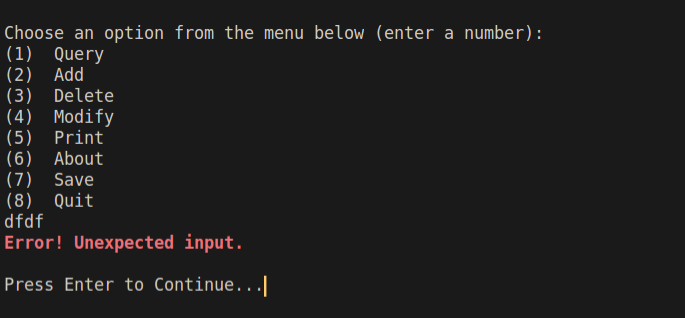 Choose an option from the menu below (enter a number):
(1)  Query
(2)  Add
(3)  Delete
(4)  Modify
(5)  Print
(6)  About
(7)  Save
(8)  Quit
dfdf
Error! Unexpected input.
Press Enter to Continue...